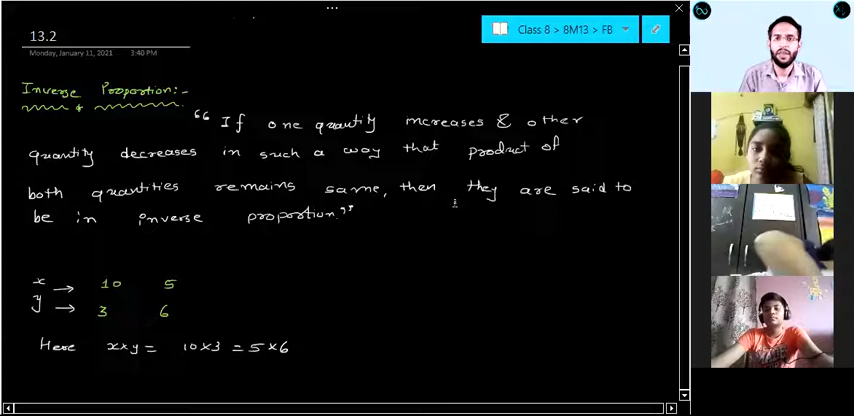 13.2
Monday, January 11, 2021 3:40 PM
Class 8 > 8M13 > FB
Inverse Proportion:-
"If one quantity increases & other
quantity decreases in such a way that product of
both quantities remains same, then they are said to
be in inverse proportion."
x → 10 5
y → 3 6
Here x×y = 10×3 = 5×6